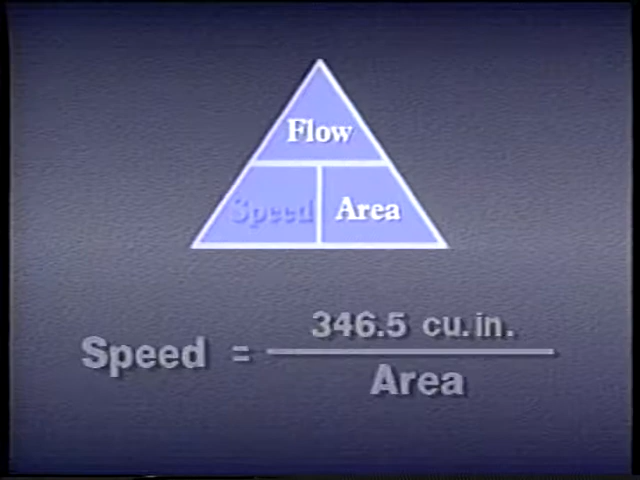 Flow
Speed Area
346.5 cu.in.
Speed =
Area